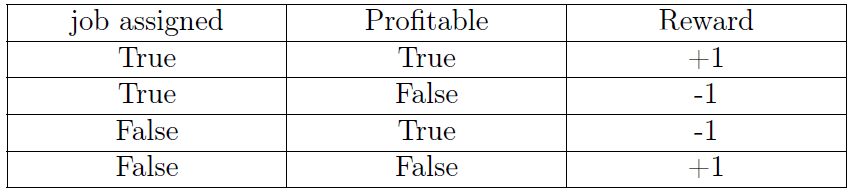 job assigned Profitable Reward
True True +1
True False -1
False True -1
False False +1